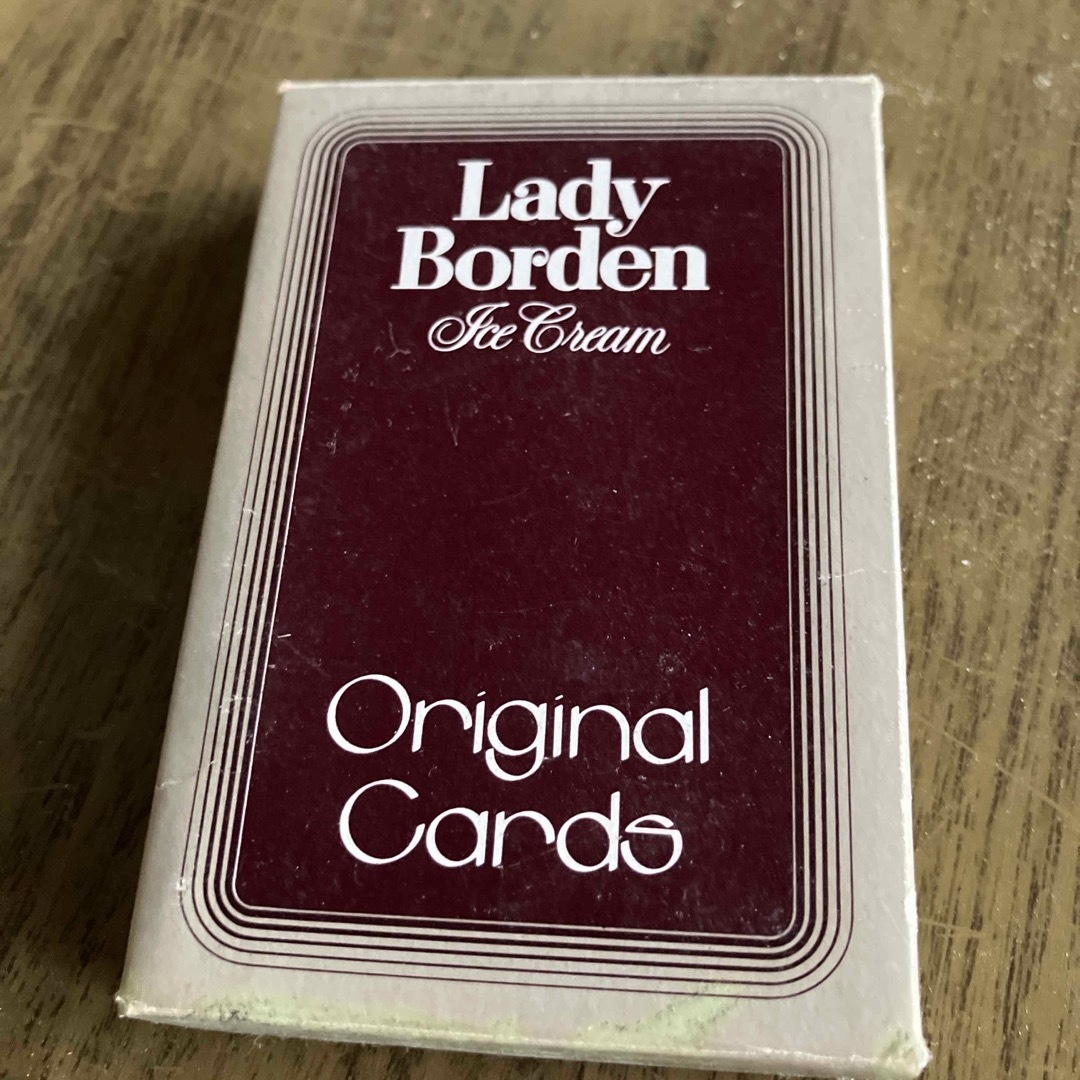 Lady
Borden
Ice Cream
Original
Cards